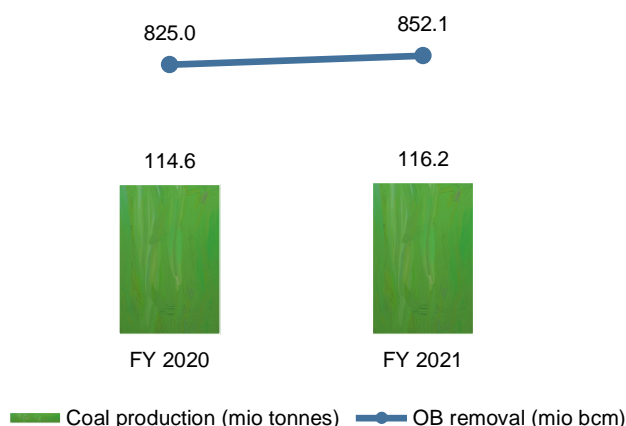 825.0
852.1
114.6
116.2
FY 2020
FY 2021
Coal production (mio tonnes)
OB removal (mio bcm)